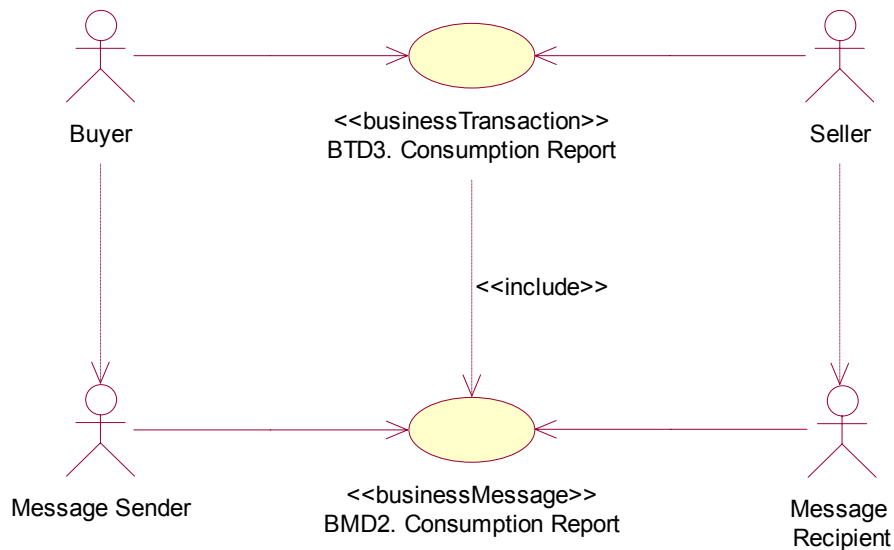 Buyer
<<businessTransaction>>
BTD3. Consumption Report
Seller
<<include>>
Message Sender
<<businessMessage>>
BMD2. Consumption Report
Message
Recipient